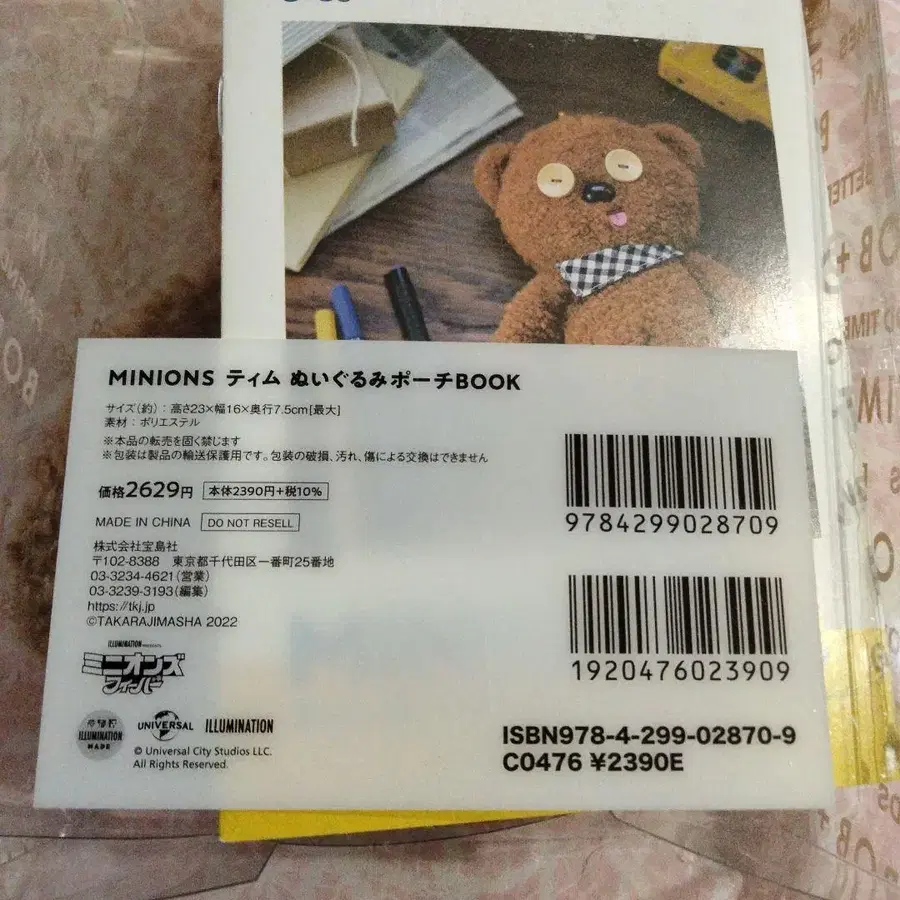 MINIONS ティム ぬいぐるみポーチBOOK
サイズ(約):高さ23×幅16×奥行7.5cm[最大]
素材:ポリエステル
※本品の転売を固く禁じます
※包装は製品の輸送保護用です。包装の破損、汚れ、傷による交換はできません
価格2629円 本体2390円+税10%
MADE IN CHINA DO NOT RESELL
株式会社宝島社
〒102-8388 東京都千代田区一番町25番地
03-3234-4621(営業)
03-3239-3193(編集)
https://tkj.jp
©TAKARAJIMASHA 2022
ILLUMINATION PRESENTS
ミニオンズ
フィーバー
ILLUMINATION
MADE
UNIVERSAL
ILLUMINATION
© Universal City Studios LLC.
All Rights Reserved.
9784299028709
1920476023909
ISBN978-4-299-02870-9
C0476 ¥2390E